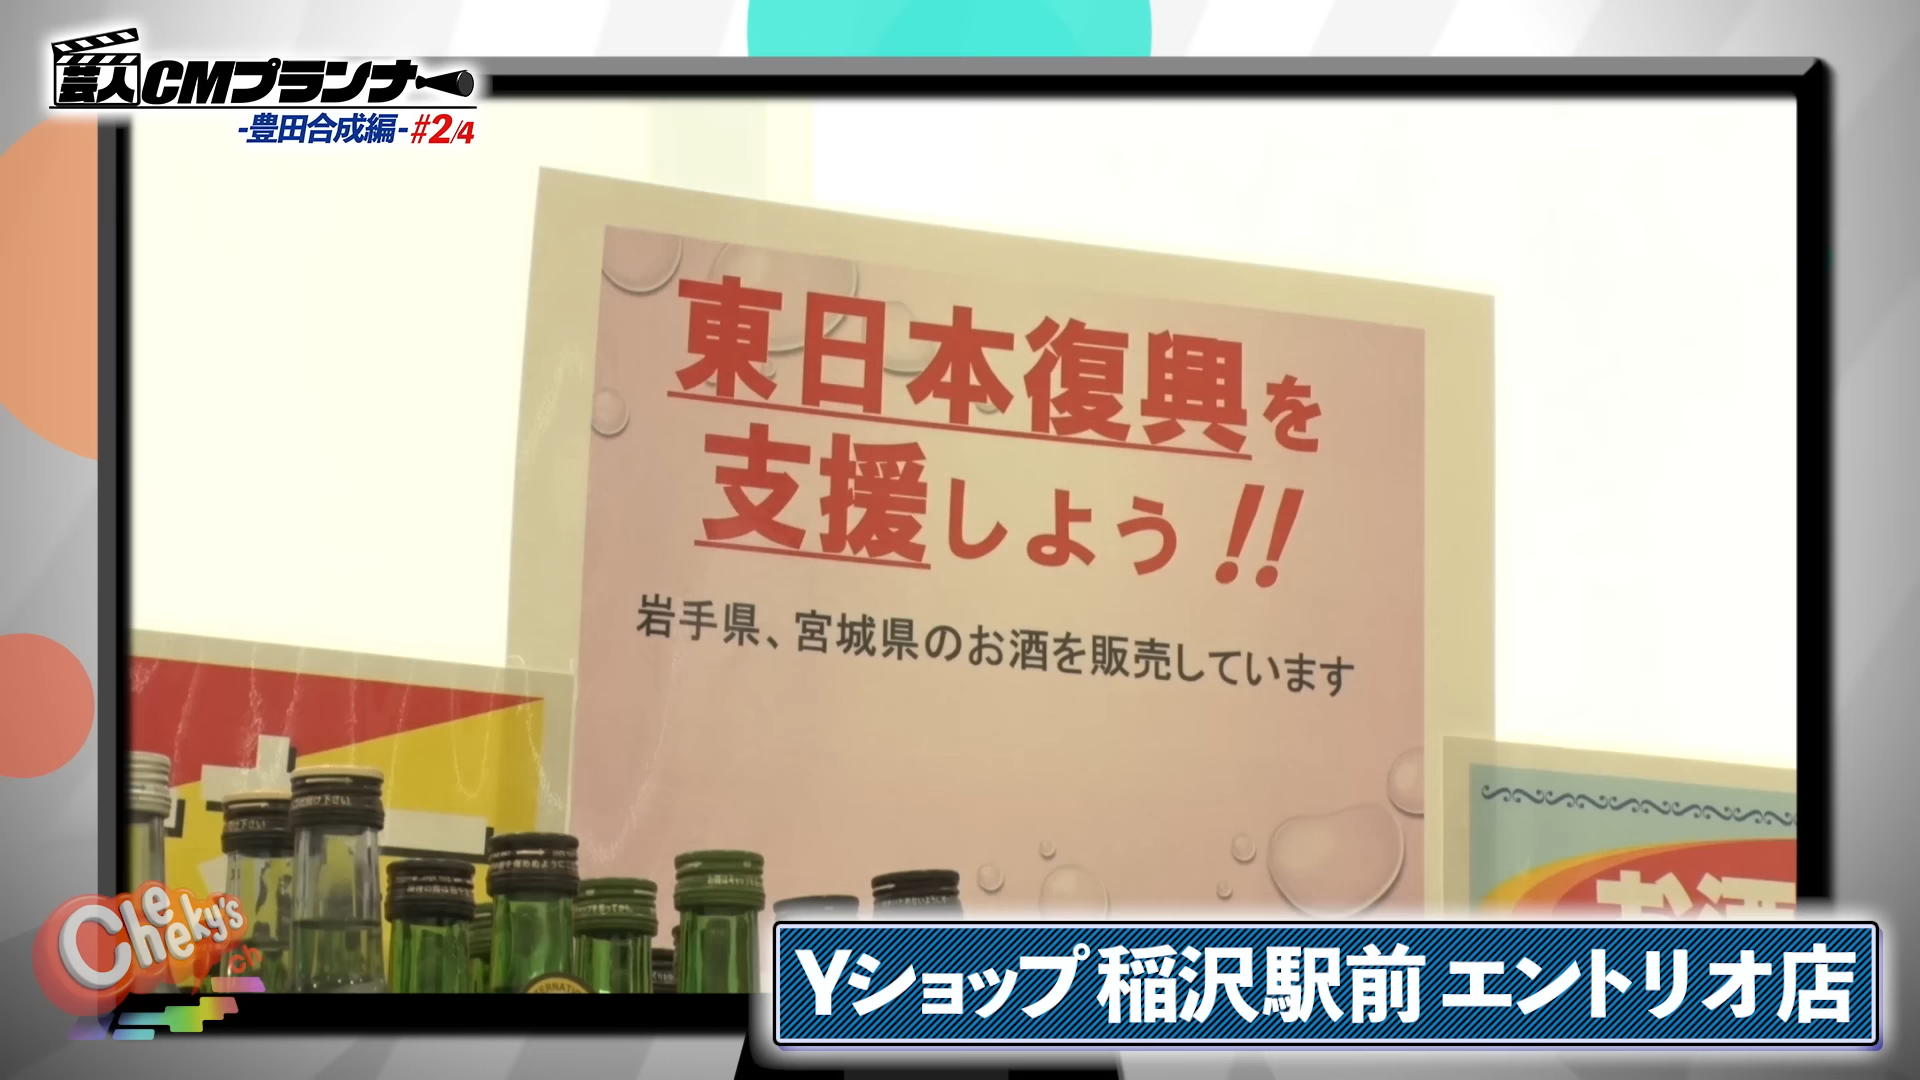 芸人CMプランナー
-豊田合成編- #2/4
東日本復興を
支援しよう!!
岩手県、宮城県のお酒を販売しています
お酒
Cheeky's
ch
Yショップ 稲沢駅前 エントリオ店